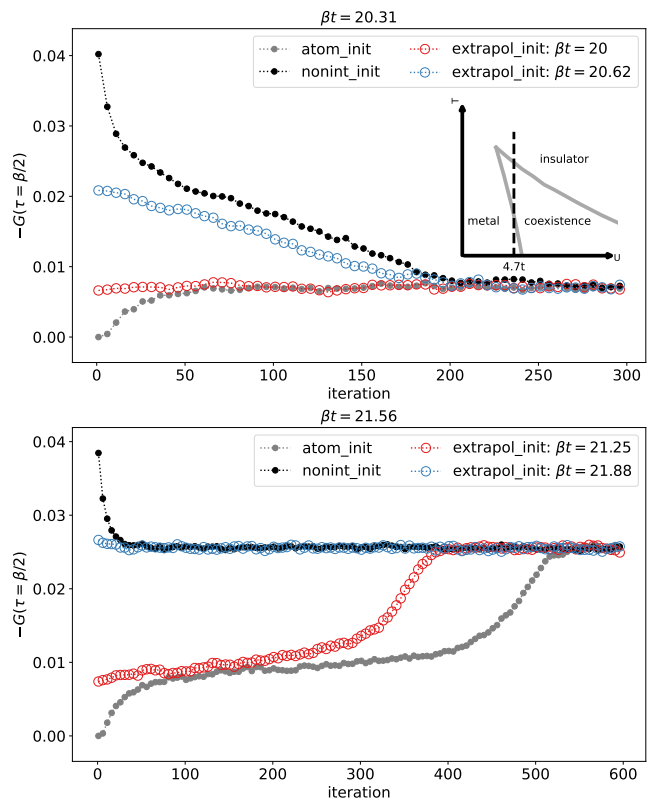 βt = 20.31
atom_init
nonint_init
extrapol_init: βt = 20
extrapol_init: βt = 20.62
−G(τ = β/2)
0.04
0.03
0.02
0.01
0.00
T
insulator
metal
coexistence
U
4.7t
0 50 100 150 200 250 300
iteration
βt = 21.56
atom_init
nonint_init
extrapol_init: βt = 21.25
extrapol_init: βt = 21.88
−G(τ = β/2)
0.04
0.03
0.02
0.01
0.00
0 100 200 300 400 500 600
iteration